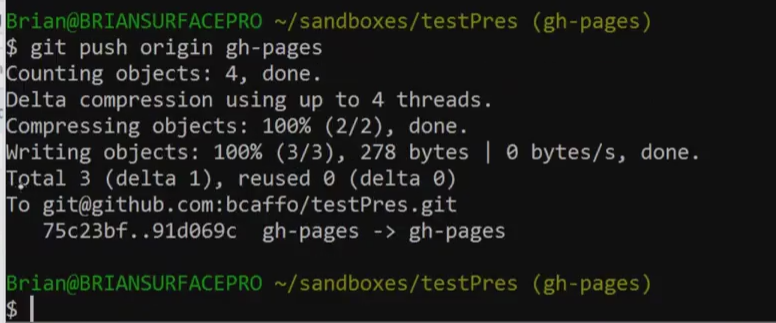 Brian@BRIANSURFACEPRO ~/sandboxes/testPres (gh-pages)
$ git push origin gh-pages
Counting objects: 4, done.
Delta compression using up to 4 threads.
Compressing objects: 100% (2/2), done.
Writing objects: 100% (3/3), 278 bytes | 0 bytes/s, done.
Total 3 (delta 1), reused 0 (delta 0)
To git@github.com:bcaffo/testPres.git
   75c23bf..91d069c  gh-pages -> gh-pages
Brian@BRIANSURFACEPRO ~/sandboxes/testPres (gh-pages)
$